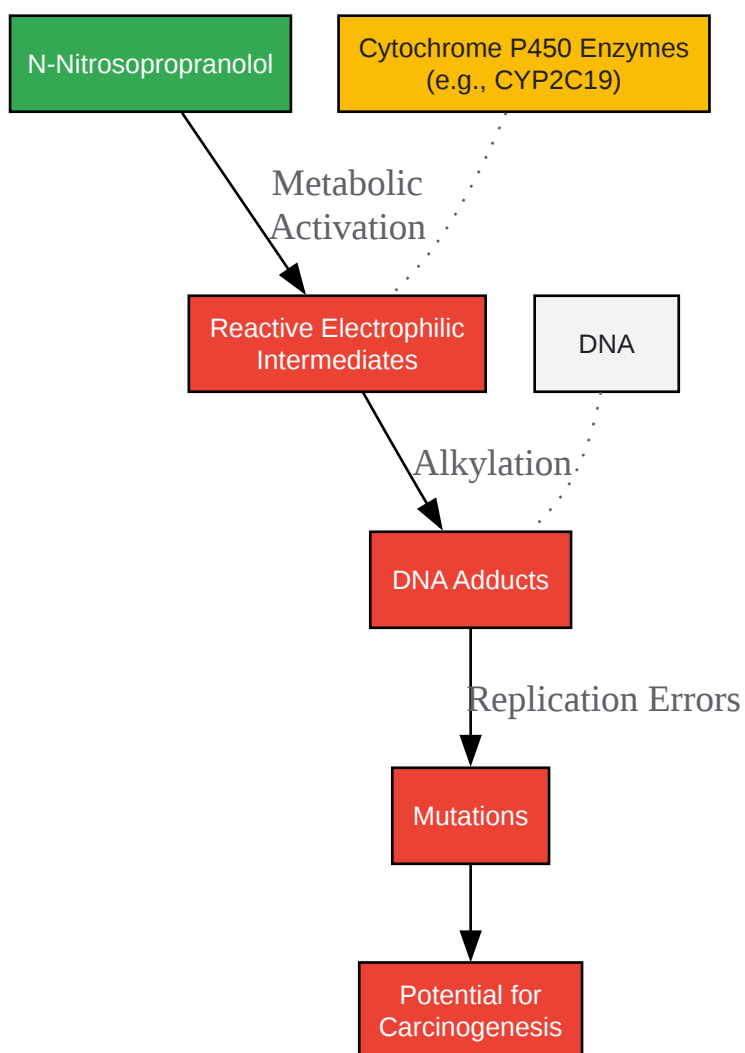 N-Nitrosopropranolol
Cytochrome P450 Enzymes
(e.g., CYP2C19)
Metabolic
Activation
Reactive Electrophilic
Intermediates
DNA
Alkylation
DNA Adducts
Replication Errors
Mutations
Potential for
Carcinogenesis